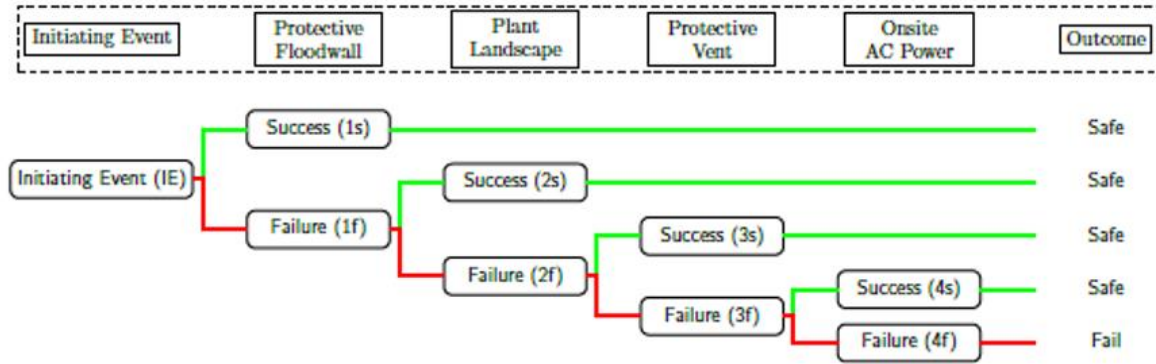 Initiating Event
Protective
Floodwall
Plant
Landscape
Protective
Vent
Onsite
AC Power
Outcome
Success (1s)
Safe
Initiating Event (IE)
Success (2s)
Safe
Failure (1f)
Success (3s)
Safe
Failure (2f)
Success (4s)
Safe
Failure (3f)
Failure (4f)
Fail